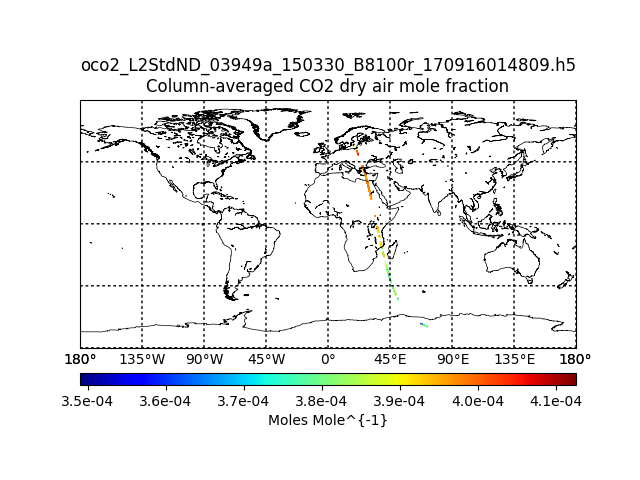 oco2_L2StdND_03949a_150330_B8100r_170916014809.h5
Column-averaged CO2 dry air mole fraction
180° 135°W 90°W 45°W 0° 45°E 90°E 135°E 180°
3.5e-04 3.6e-04 3.7e-04 3.8e-04 3.9e-04 4.0e-04 4.1e-04
Moles Mole^{-1}